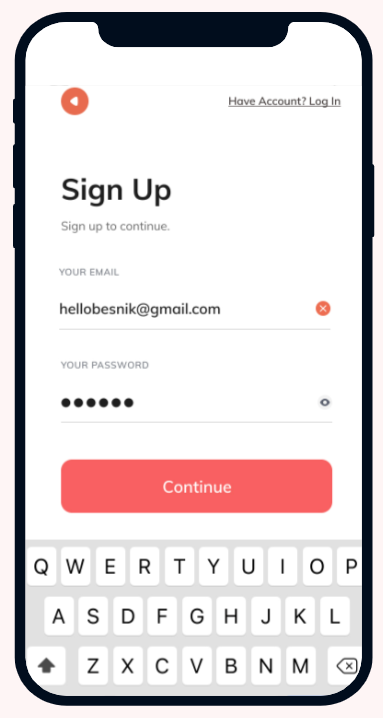 Have Account? Log In
Sign Up
Sign up to continue.
YOUR EMAIL
hellobesnik@gmail.com
YOUR PASSWORD
●●●●●●
Continue
Q W E R T Y U I O P
A S D F G H J K L
Z X C V B N M